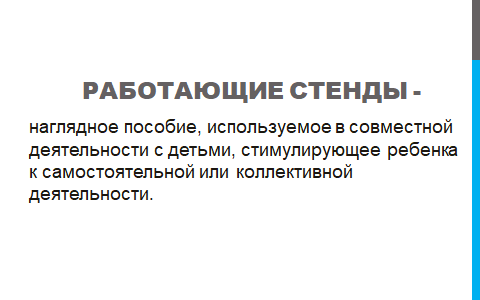 РАБОТАЮЩИЕ СТЕНДЫ -
наглядное пособие, используемое в совместной
деятельности с детьми, стимулирующее ребенка
к самостоятельной или коллективной
деятельности.